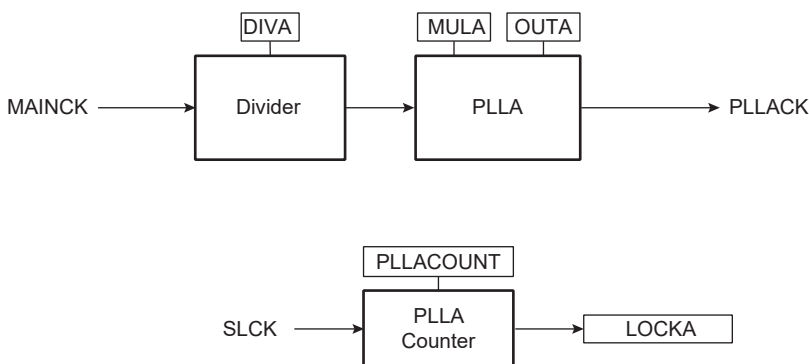 DIVA
MULA
OUTA
MAINCK
Divider
PLLA
PLLACK
PLLACOUNT
SLCK
PLLA
Counter
LOCKA